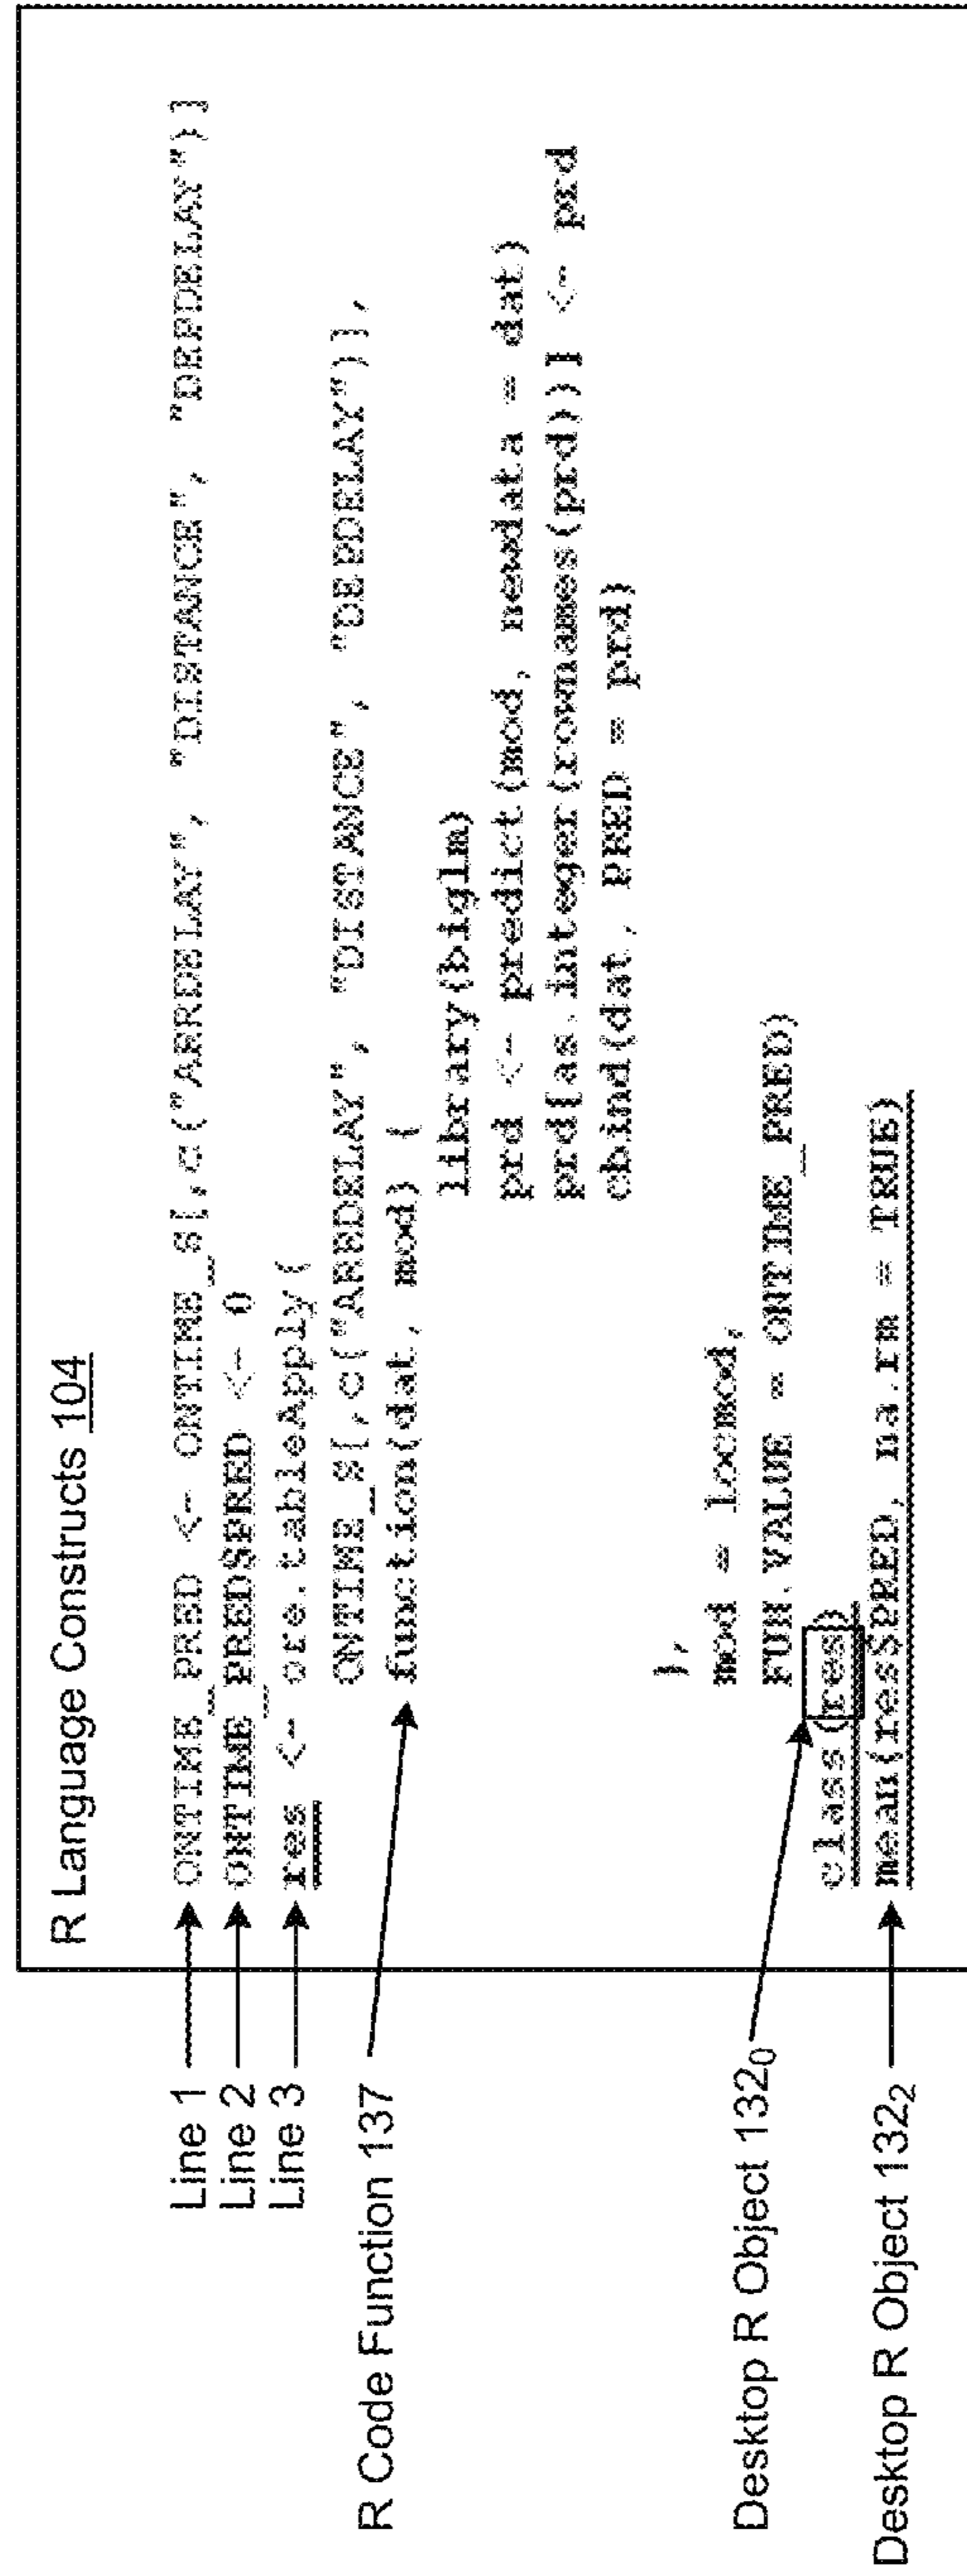 R Language Constructs 104
Line 1
ONTIME_PRED <- ONTIME_S[,c("ARRDELAY", "DISTANCE", "DEPDELAY")]
Line 2
ONTIME_PRED$PRED <- 0
Line 3
res <- ore.tableApply(
ONTIME_S[,c("ARRDELAY", "DISTANCE", "DEPDELAY")],
R Code Function 137
function(dat, mod) {
library(biglm)
prd <- predict(mod, newdata = dat)
prd[as.integer(rownames(prd))] <- prd
cbind(dat, PRED = prd)
},
mod = locmod,
FUN.VALUE = ONTIME_PRED)
Desktop R Object 132₀
class(res)
Desktop R Object 132₂
mean(res$PRED, na.rm = TRUE)